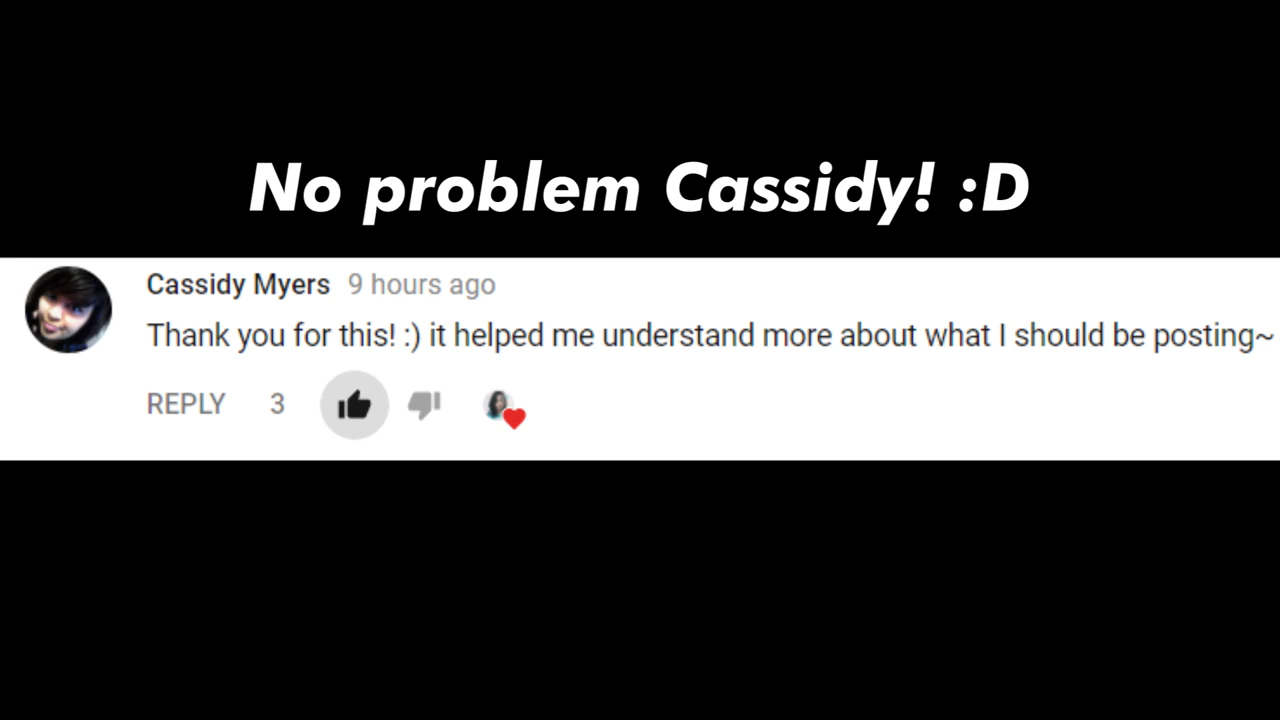 No problem Cassidy! :D
Cassidy Myers 9 hours ago
Thank you for this! :) it helped me understand more about what I should be posting~
REPLY 3